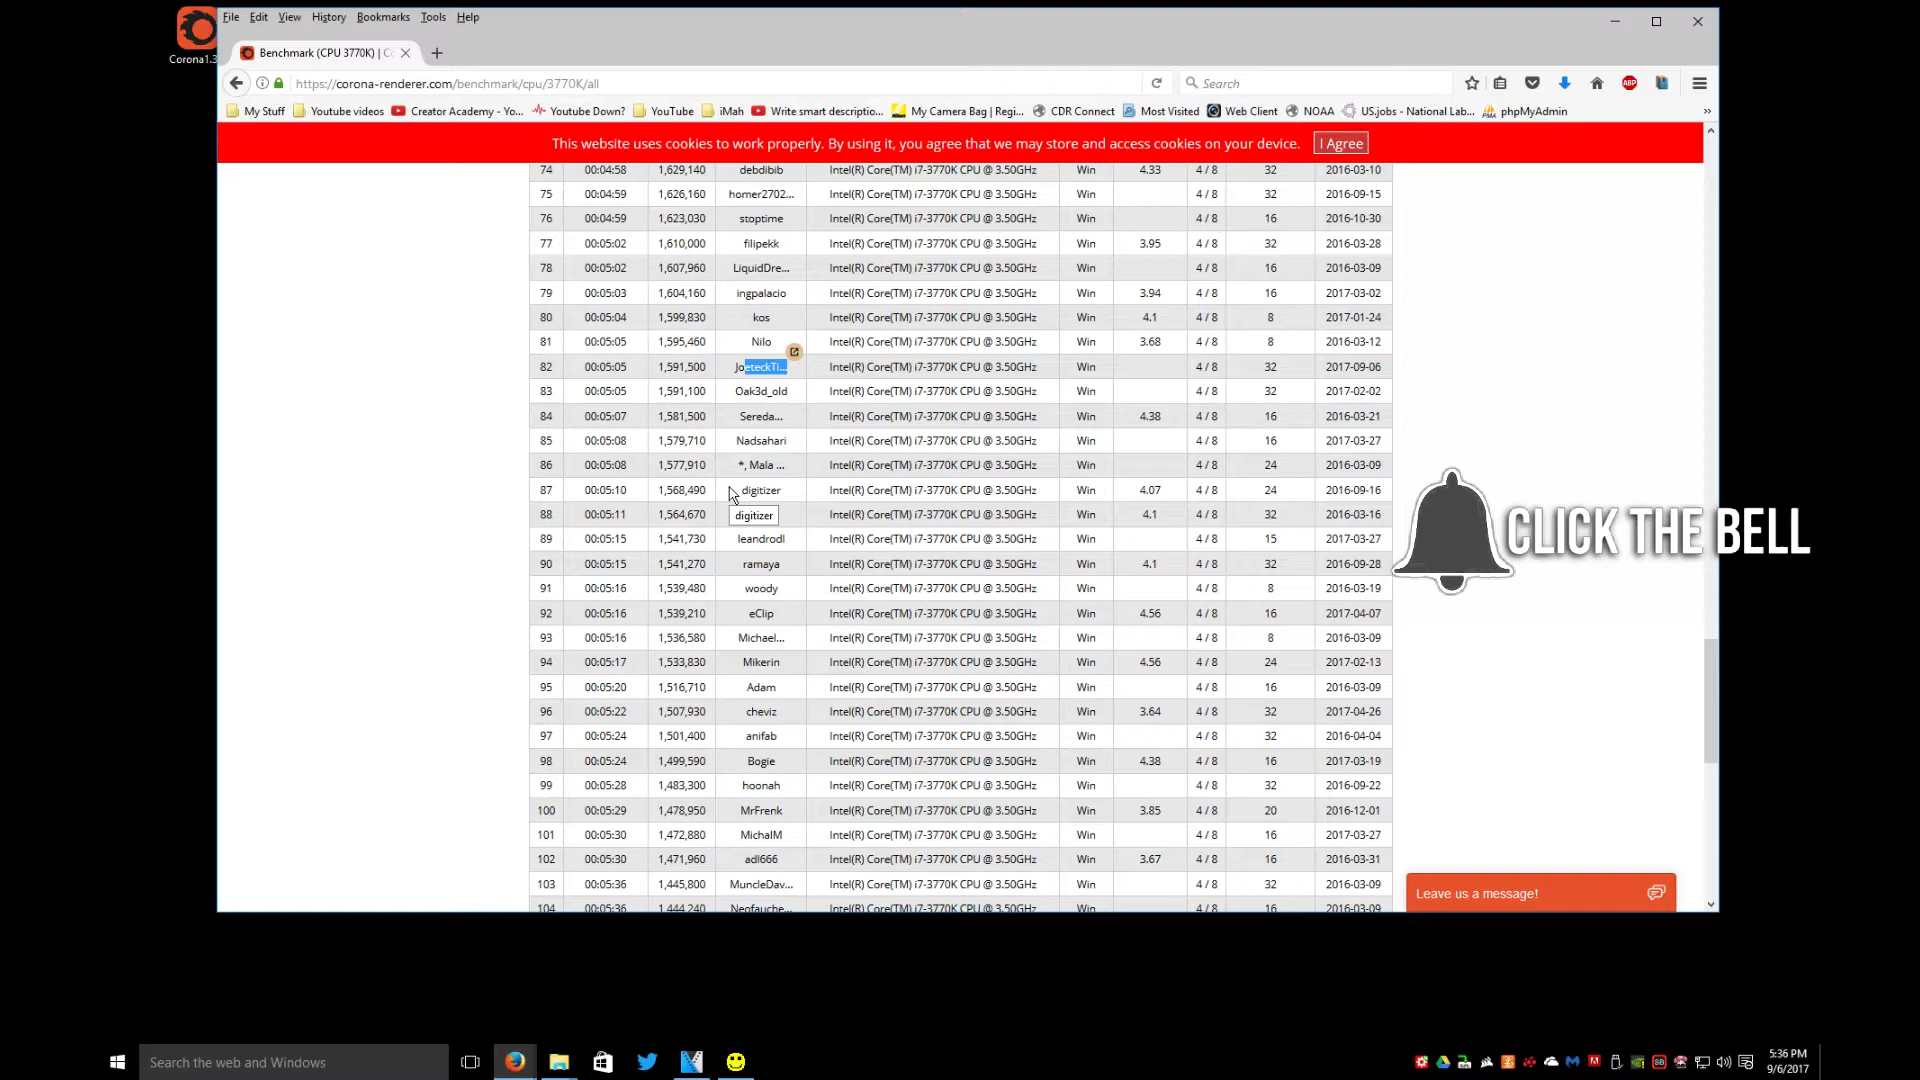 File Edit View History Bookmarks Tools Help
Corona1.3
Benchmark (CPU 3770K) | C
https://corona-renderer.com/benchmark/cpu/3770K/all
Search
My Stuff Youtube videos Creator Academy - Yo... Youtube Down? YouTube iMah Write smart descriptio... My Camera Bag | Regi... CDR Connect Most Visited Web Client NOAA US.jobs - National Lab... phpMyAdmin
This website uses cookies to work properly. By using it, you agree that we may store and access cookies on your device. I Agree
74 00:04:58 1,629,140 debdibib Intel(R) Core(TM) i7-3770K CPU @ 3.50GHz Win 4.33 4 / 8 32 2016-03-10
75 00:04:59 1,626,160 homer2702... Intel(R) Core(TM) i7-3770K CPU @ 3.50GHz Win 4 / 8 32 2016-09-15
76 00:04:59 1,623,030 stoptime Intel(R) Core(TM) i7-3770K CPU @ 3.50GHz Win 4 / 8 16 2016-10-30
77 00:05:02 1,610,000 filipekk Intel(R) Core(TM) i7-3770K CPU @ 3.50GHz Win 3.95 4 / 8 32 2016-03-28
78 00:05:02 1,607,960 LiquidDre... Intel(R) Core(TM) i7-3770K CPU @ 3.50GHz Win 4 / 8 16 2016-03-09
79 00:05:03 1,604,160 ingpalacio Intel(R) Core(TM) i7-3770K CPU @ 3.50GHz Win 3.94 4 / 8 16 2017-03-02
80 00:05:04 1,599,830 kos Intel(R) Core(TM) i7-3770K CPU @ 3.50GHz Win 4.1 4 / 8 8 2017-01-24
81 00:05:05 1,595,460 Nilo Intel(R) Core(TM) i7-3770K CPU @ 3.50GHz Win 3.68 4 / 8 8 2016-03-12
82 00:05:05 1,591,500 JoeteckTi... Intel(R) Core(TM) i7-3770K CPU @ 3.50GHz Win 4 / 8 32 2017-09-06
83 00:05:05 1,591,100 Oak3d_old Intel(R) Core(TM) i7-3770K CPU @ 3.50GHz Win 4 / 8 32 2017-02-02
84 00:05:07 1,581,500 Sereda... Intel(R) Core(TM) i7-3770K CPU @ 3.50GHz Win 4.38 4 / 8 16 2016-03-21
85 00:05:08 1,579,710 Nadsahari Intel(R) Core(TM) i7-3770K CPU @ 3.50GHz Win 4 / 8 16 2017-03-27
86 00:05:08 1,577,910 *, Mala ... Intel(R) Core(TM) i7-3770K CPU @ 3.50GHz Win 4 / 8 24 2016-03-09
87 00:05:10 1,568,490 digitizer Intel(R) Core(TM) i7-3770K CPU @ 3.50GHz Win 4.07 4 / 8 24 2016-09-16
88 00:05:11 1,564,670 digitizer Intel(R) Core(TM) i7-3770K CPU @ 3.50GHz Win 4.1 4 / 8 32 2016-03-16
89 00:05:15 1,541,730 leandrodl Intel(R) Core(TM) i7-3770K CPU @ 3.50GHz Win 4 / 8 15 2017-03-27
90 00:05:15 1,541,270 ramaya Intel(R) Core(TM) i7-3770K CPU @ 3.50GHz Win 4.1 4 / 8 32 2016-09-28
91 00:05:16 1,539,480 woody Intel(R) Core(TM) i7-3770K CPU @ 3.50GHz Win 4 / 8 8 2016-03-19
92 00:05:16 1,539,210 eClip Intel(R) Core(TM) i7-3770K CPU @ 3.50GHz Win 4.56 4 / 8 16 2017-04-07
93 00:05:16 1,536,580 Michael... Intel(R) Core(TM) i7-3770K CPU @ 3.50GHz Win 4 / 8 8 2016-03-09
94 00:05:17 1,533,830 Mikerin Intel(R) Core(TM) i7-3770K CPU @ 3.50GHz Win 4.56 4 / 8 24 2017-02-13
95 00:05:20 1,516,710 Adam Intel(R) Core(TM) i7-3770K CPU @ 3.50GHz Win 4 / 8 16 2016-03-09
96 00:05:22 1,507,930 cheviz Intel(R) Core(TM) i7-3770K CPU @ 3.50GHz Win 3.64 4 / 8 32 2017-04-26
97 00:05:24 1,501,400 anifab Intel(R) Core(TM) i7-3770K CPU @ 3.50GHz Win 4 / 8 32 2016-04-04
98 00:05:24 1,499,590 Bogie Intel(R) Core(TM) i7-3770K CPU @ 3.50GHz Win 4.38 4 / 8 16 2017-03-19
99 00:05:28 1,483,300 hoonah Intel(R) Core(TM) i7-3770K CPU @ 3.50GHz Win 4 / 8 32 2016-09-22
100 00:05:29 1,478,950 MrFrenk Intel(R) Core(TM) i7-3770K CPU @ 3.50GHz Win 3.85 4 / 8 20 2016-12-01
101 00:05:30 1,472,880 MichalM Intel(R) Core(TM) i7-3770K CPU @ 3.50GHz Win 4 / 8 16 2017-03-27
102 00:05:30 1,471,960 adl666 Intel(R) Core(TM) i7-3770K CPU @ 3.50GHz Win 3.67 4 / 8 16 2016-03-31
103 00:05:36 1,445,800 MuncleDav... Intel(R) Core(TM) i7-3770K CPU @ 3.50GHz Win 4 / 8 32 2016-03-09
104 00:05:36 1,444,240 Neofauche... Intel(R) Core(TM) i7-3770K CPU @ 3.50GHz Win 4 / 8 16 2016-03-09
CLICK THE BELL
Leave us a message!
Search the web and Windows
5:36 PM
9/6/2017